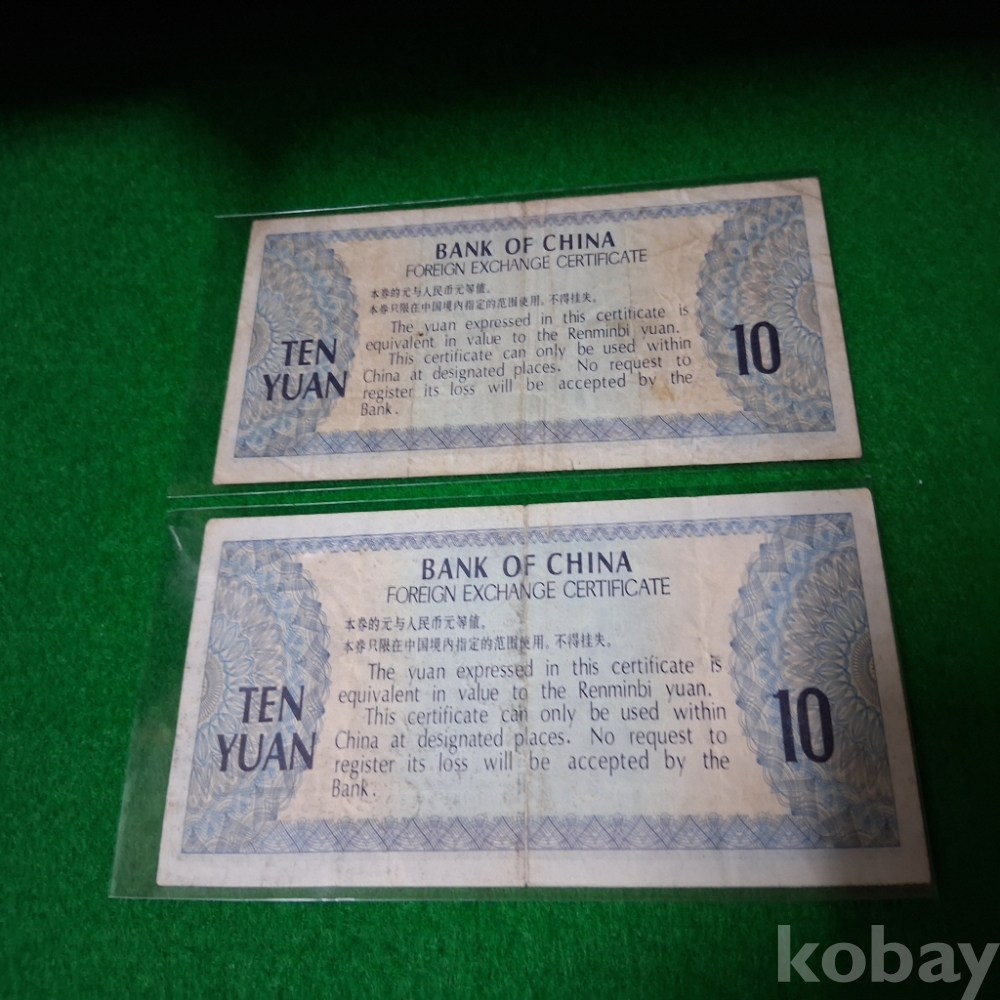 BANK OF CHINA
FOREIGN EXCHANGE CERTIFICATE
本券的元与人民币元等值。
本券只限在中国境内指定的范围使用，不得挂失。
The yuan expressed in this certificate is
equivalent in value to the Renminbi yuan.
This certificate can only be used within
China at designated places. No request to
register its loss will be accepted by the
Bank.
TEN
YUAN
10
BANK OF CHINA
FOREIGN EXCHANGE CERTIFICATE
本券的元与人民币元等值。
本券只限在中国境内指定的范围使用，不得挂失。
The yuan expressed in this certificate is
equivalent in value to the Renminbi yuan.
This certificate can only be used within
China at designated places. No request to
register its loss will be accepted by the
Bank.
TEN
YUAN
10
kobay